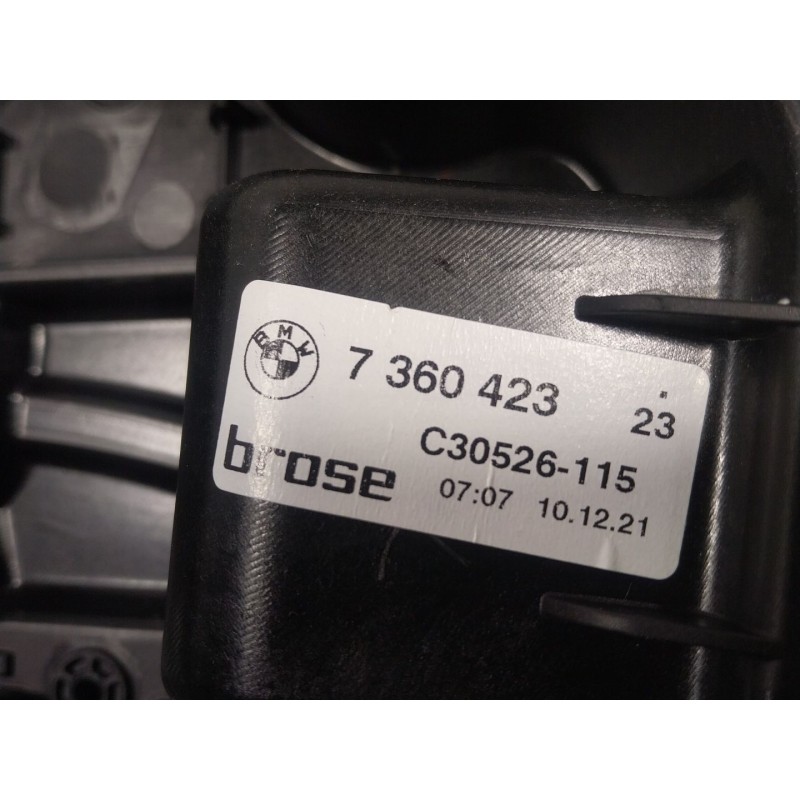 BMW
7 360 423
23
C30526-115
brose
07:07 10.12.21